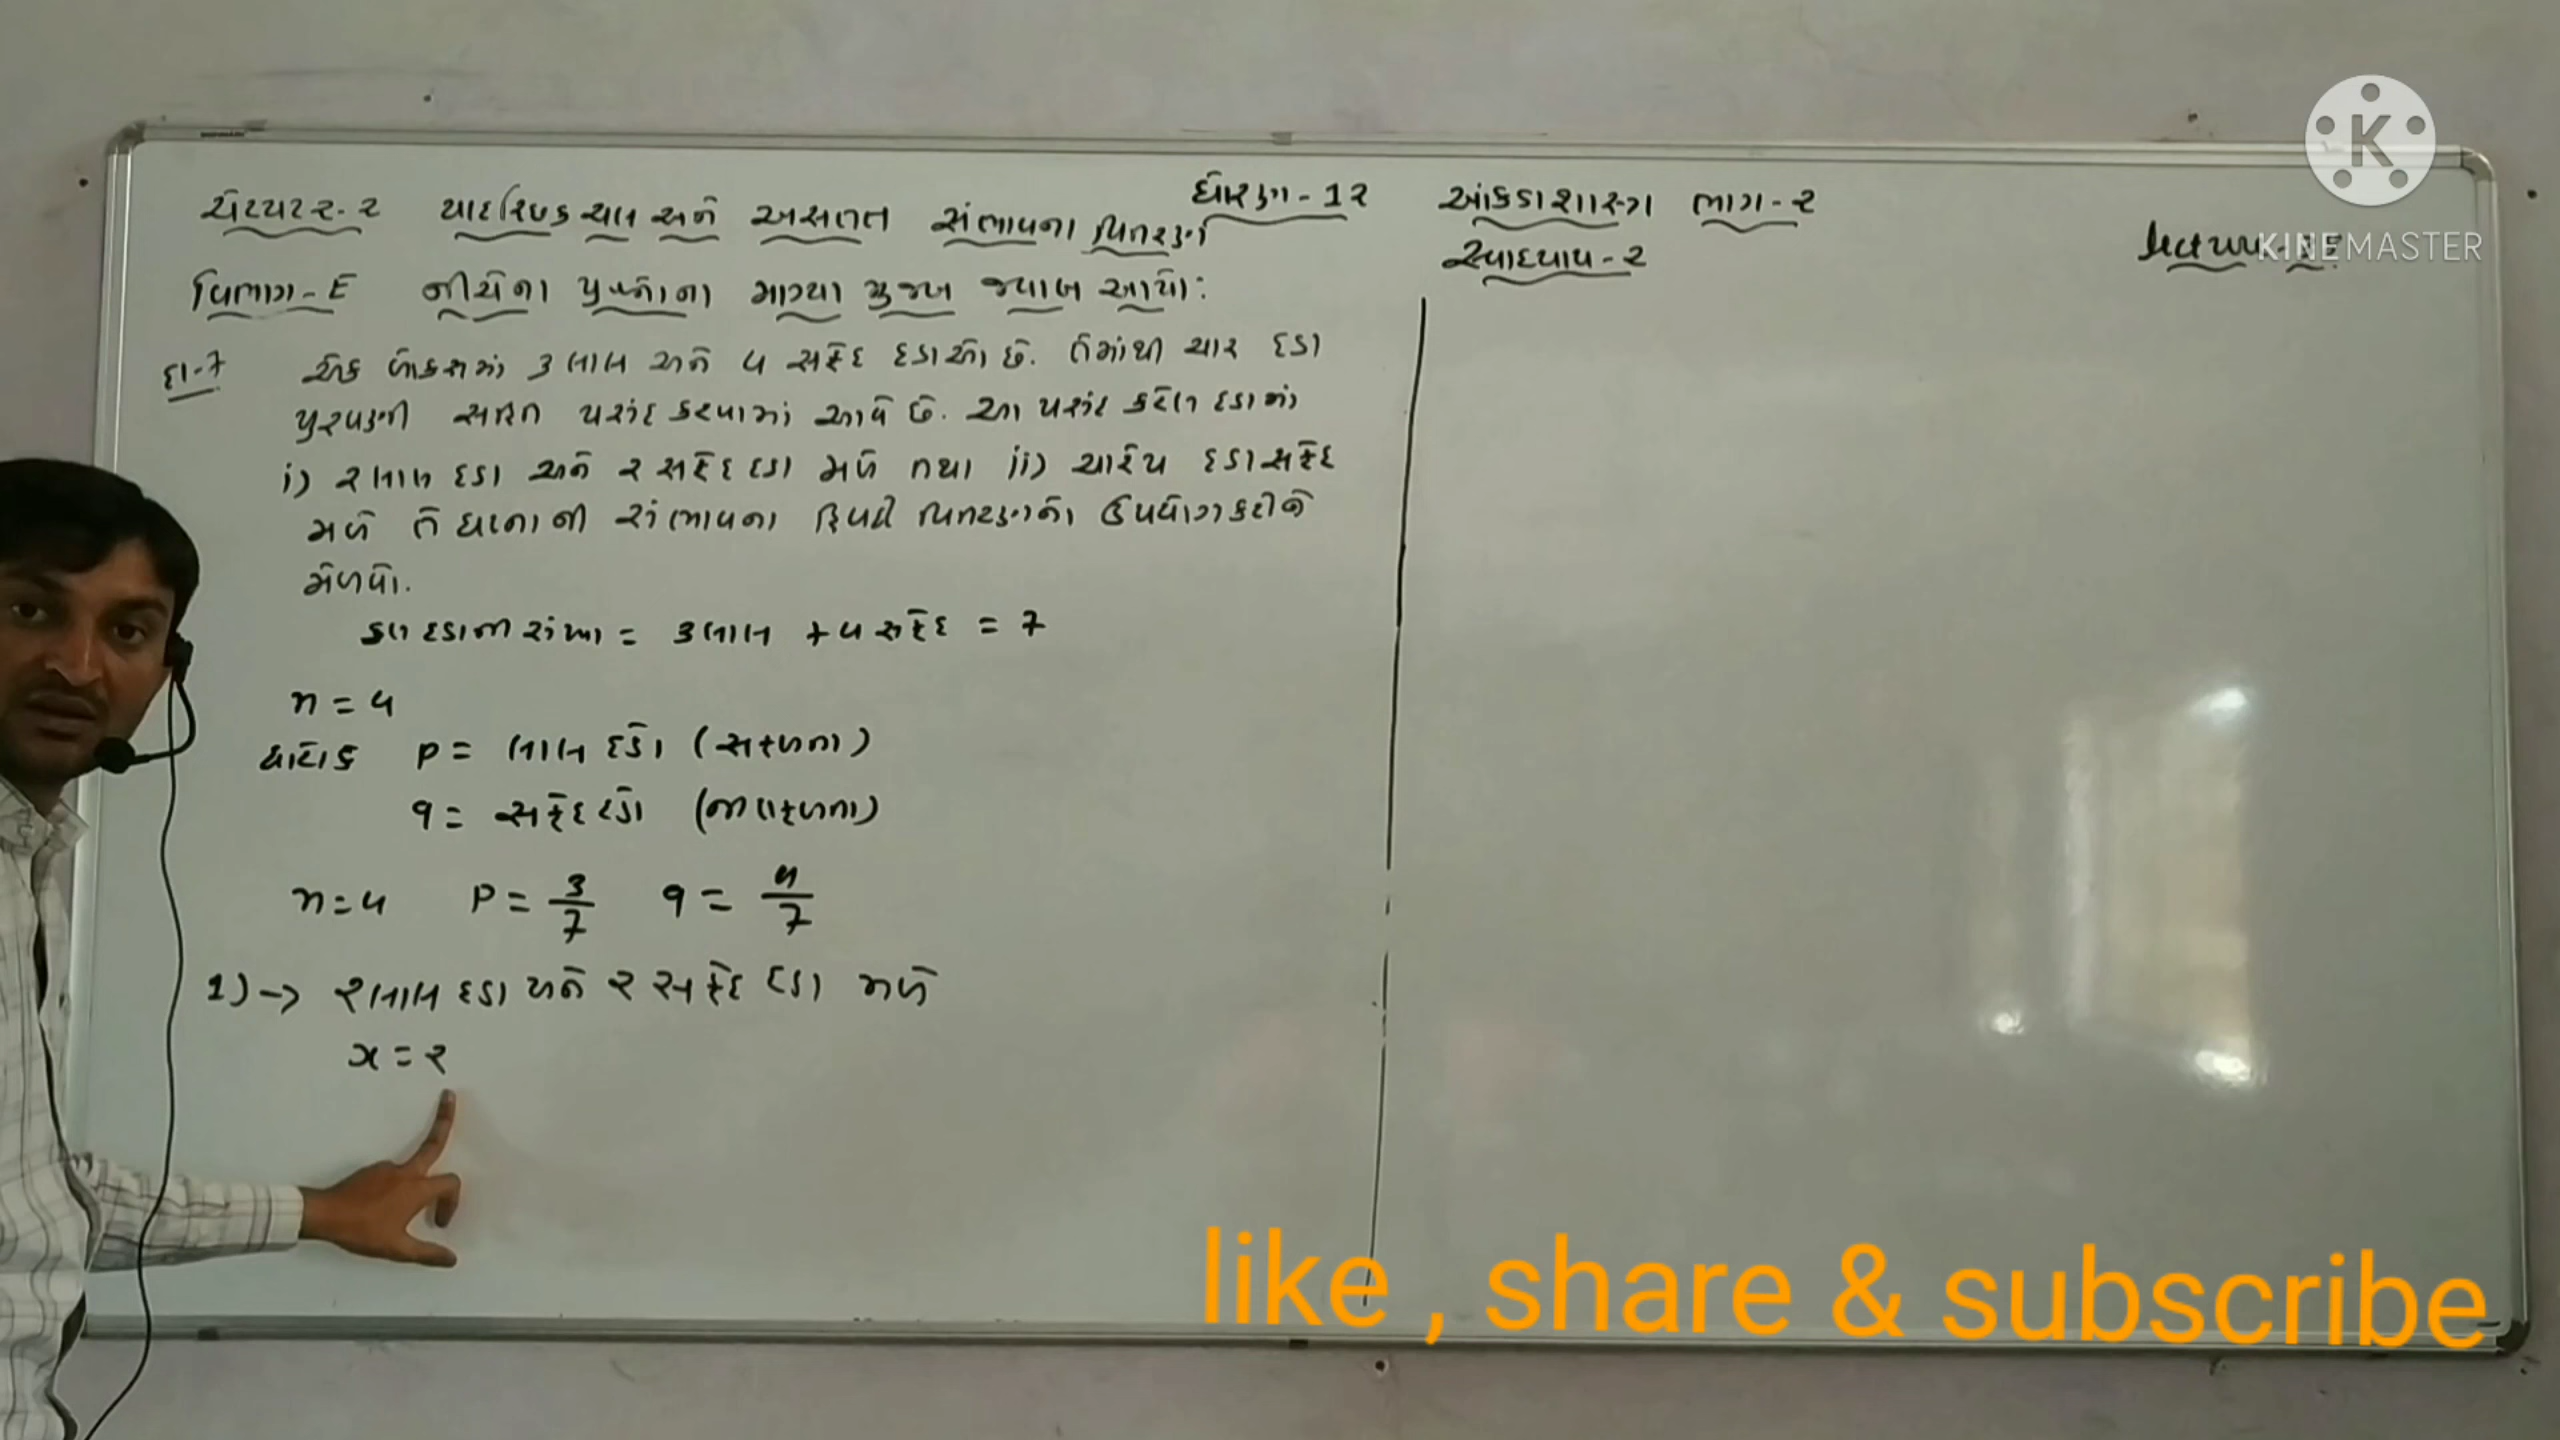 ચેપ્ટર-2 યાદચ્છિક ચલ અને અસતત સંભાવના વિતરણ
ધોરણ-12 આંકડાશાસ્ત્ર ભાગ-2
સ્વાધ્યાય-2
વિભાગ-E નીચેના પ્રશ્નોના માગ્યા મુજબ જવાબ આપો:
દા-7 એક બોકસમાં 3 લાલ અને 4 સફેદ દડાઓ છે. તેમાંથી ચાર દડા
પુરવણી સહિત પસંદ કરવામાં આવે છે. આ પસંદ કરેલ દડામાં
i) 2 લાલ દડા અને 2 સફેદ દડા મળે તથા ii) ચારેય દડા સફેદ
મળે તે ઘટનાની સંભાવના દ્વિપદી વિતરણનો ઉપયોગ કરીને
મેળવો.
કુલ દડાની સંખ્યા = 3 લાલ + 4 સફેદ = 7
n = 4
ધારોકે p = લાલ દડો (સફળતા)
q = સફેદ દડો (નિષ્ફળતા)
n = 4 P = 3/7 q = 4/7
1) → 2 લાલ દડા અને 2 સફેદ દડા મળે
x = 2
KINEMASTER
like , share & subscribe